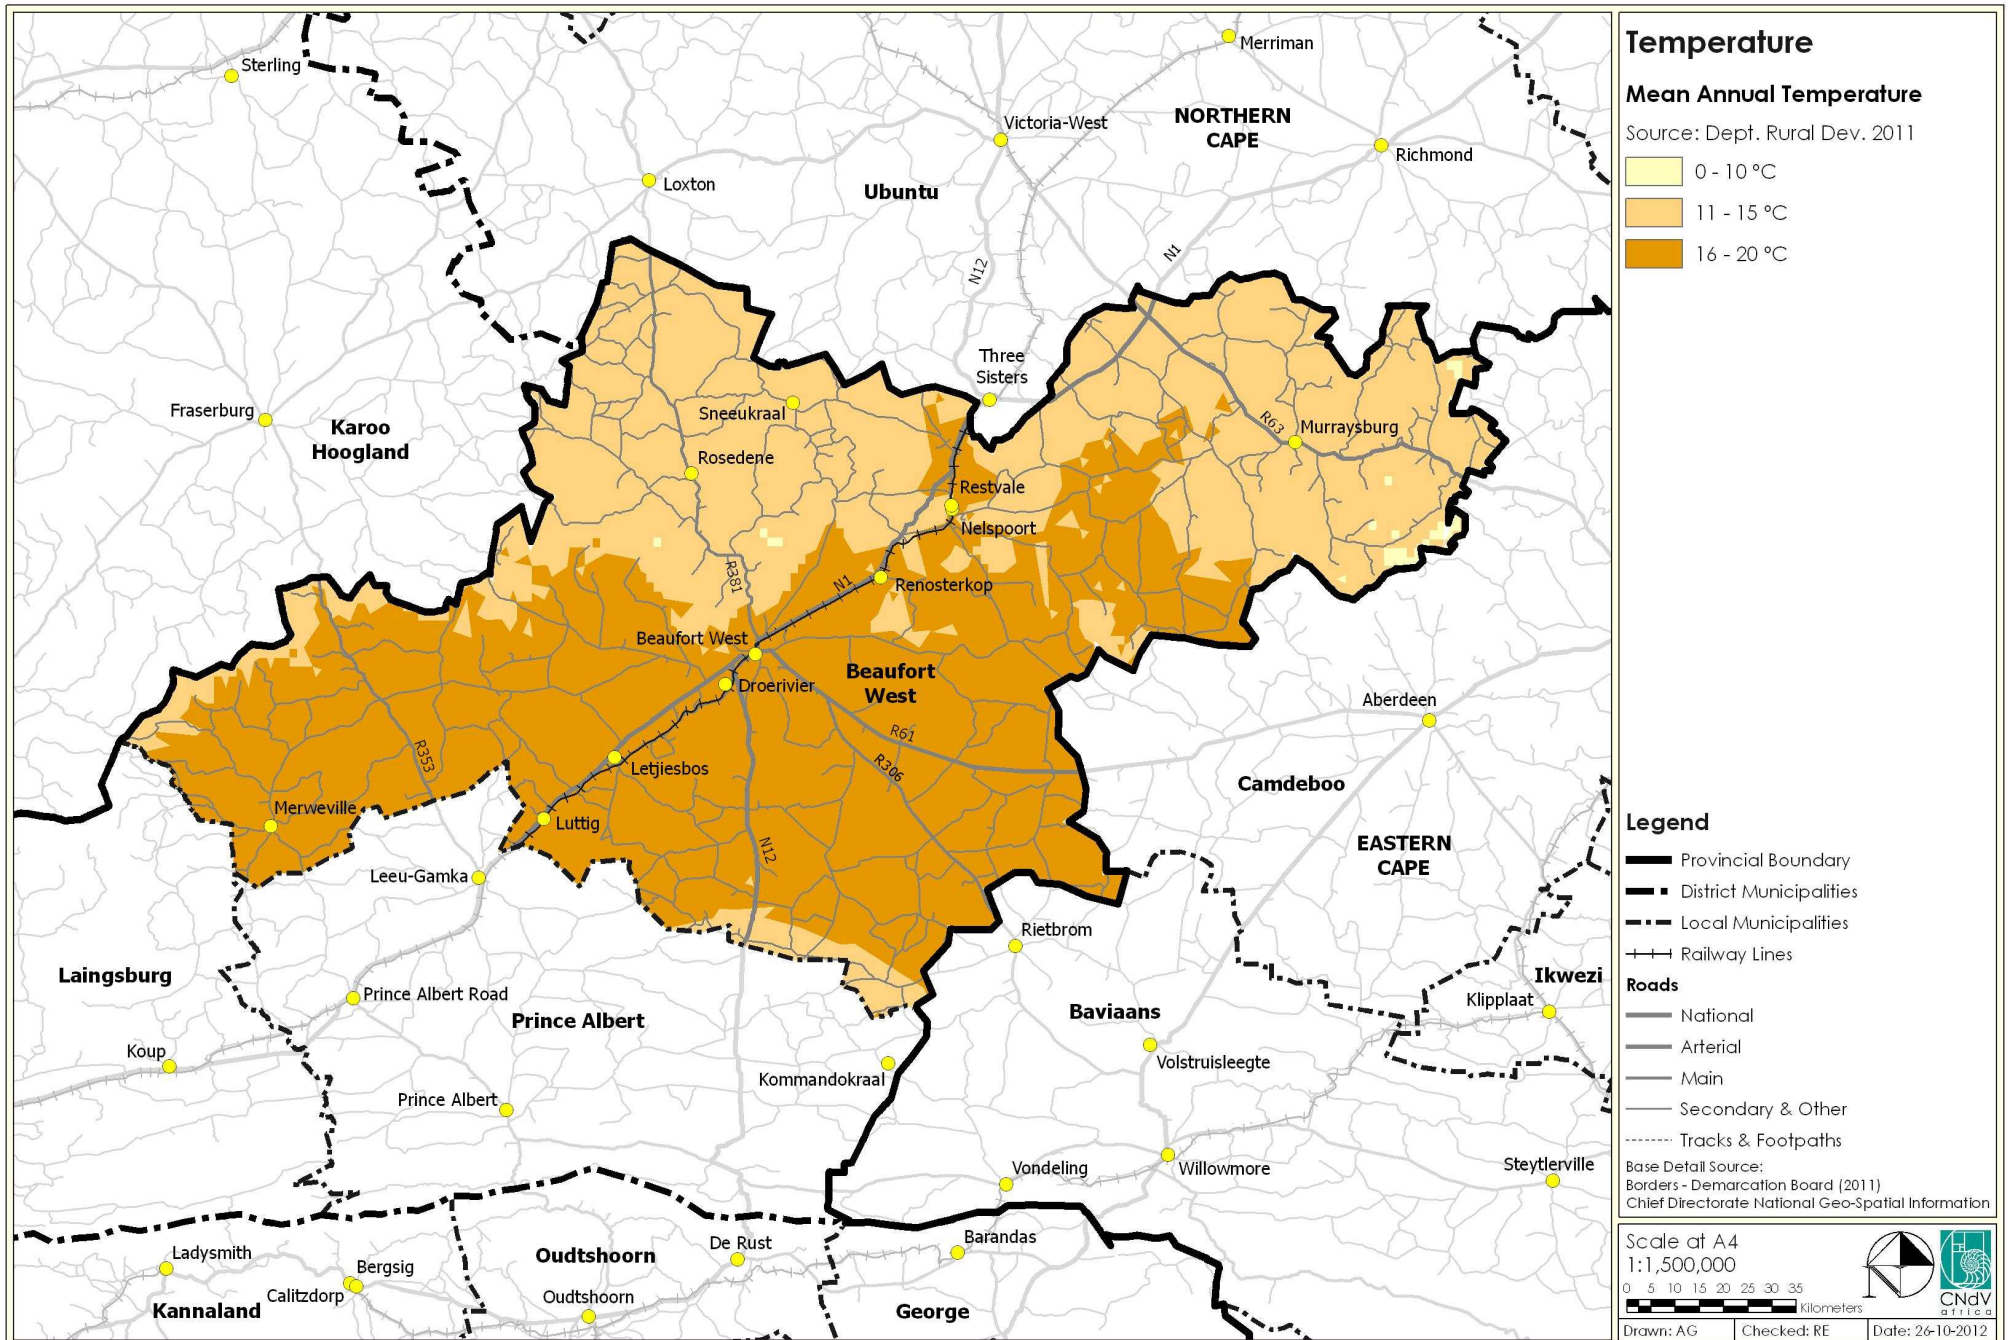 Sterling
Merriman
Victoria-West
NORTHERN
CAPE
Richmond
Loxton
Ubuntu
N12
N1
Three
Sisters
Fraserburg
Karoo
Hoogland
Sneeukraal
Rosedene
R63
Murraysburg
Restvale
Nelspoort
R381
N1
Renosterkop
Beaufort West
Droerivier
Beaufort
West
Aberdeen
R353
Letjiesbos
R61
R306
Camdeboo
Merweville
Luttig
N12
EASTERN
CAPE
Leeu-Gamka
Rietbrom
Laingsburg
Prince Albert Road
Prince Albert
Ikwezi
Klipplaat
Baviaans
Koup
Kommandokraal
Volstruisleegte
Prince Albert
Vondeling
Willowmore
Steytlerville
Ladysmith
Bergsig
Calitzdorp
Kannaland
Oudtshoorn
De Rust
Oudtshoorn
Barandas
George
Temperature
Mean Annual Temperature
Source: Dept. Rural Dev. 2011
0 - 10 °C
11 - 15 °C
16 - 20 °C
Legend
Provincial Boundary
District Municipalities
Local Municipalities
Railway Lines
Roads
National
Arterial
Main
Secondary & Other
Tracks & Footpaths
Base Detail Source:
Borders - Demarcation Board (2011)
Chief Directorate National Geo-Spatial Information
Scale at A4
1:1,500,000
0 5 10 15 20 25 30 35
Kilometers
N
CNdV
africa
Drawn: AG
Checked: RE
Date: 26-10-2012